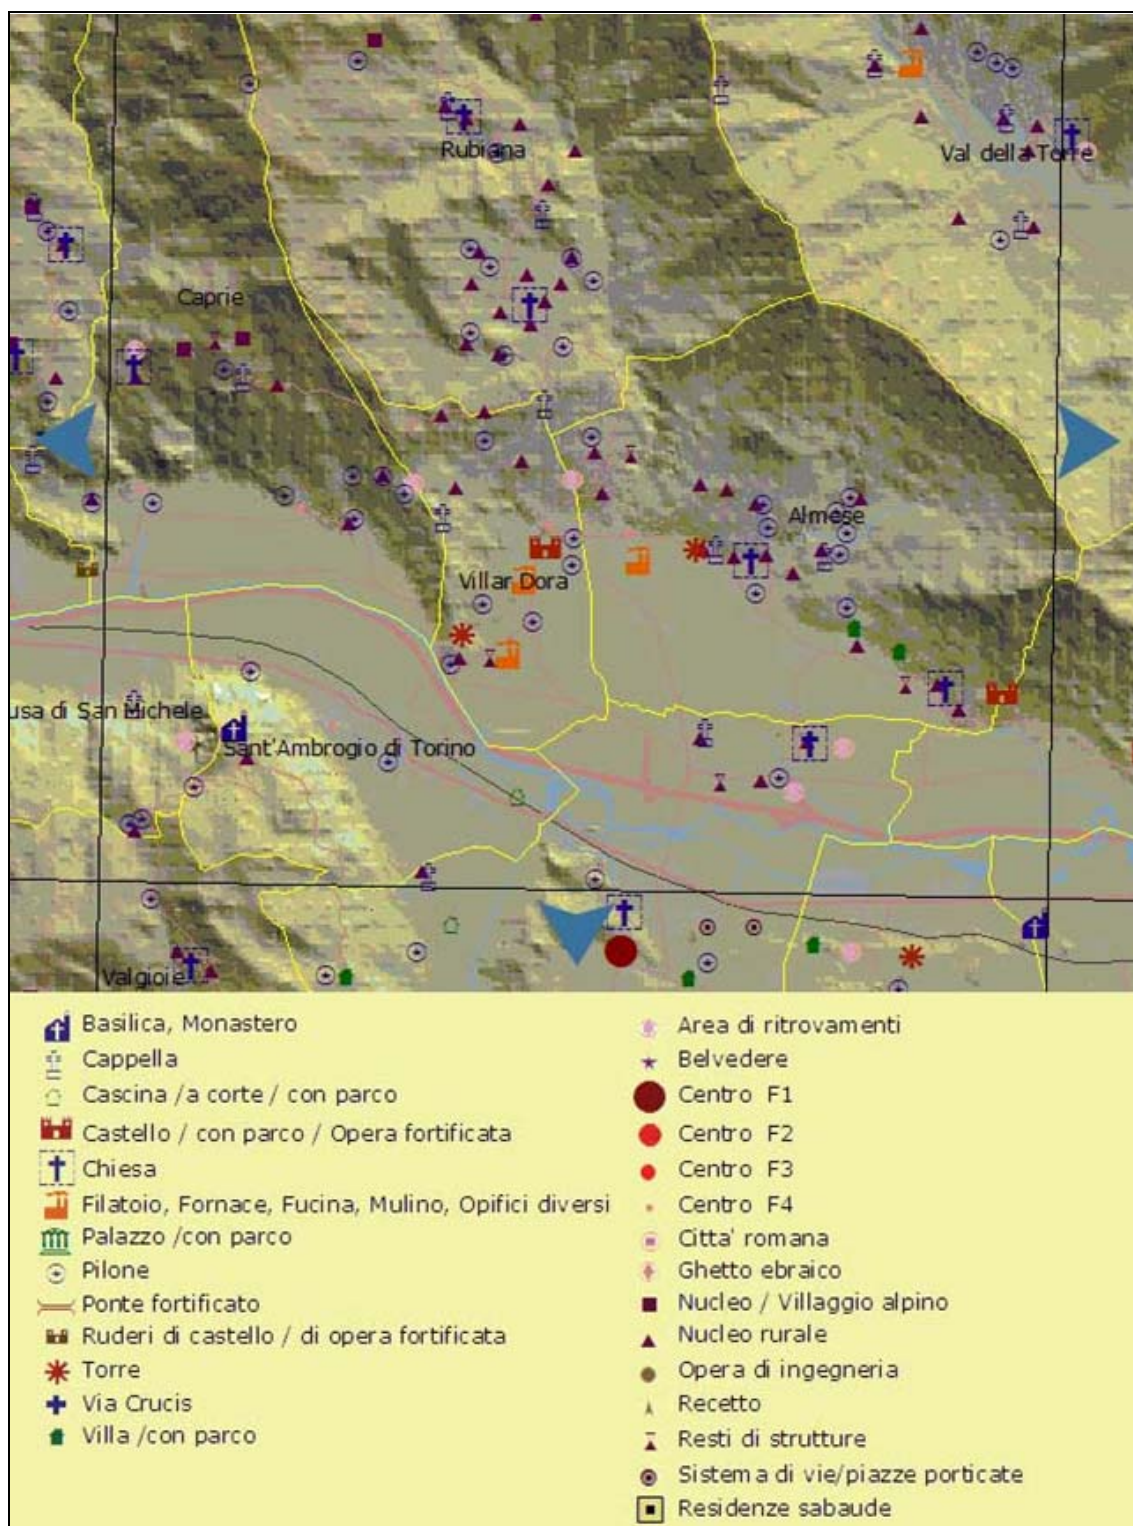 Rubiana
Val della Torre
Caprie
Almese
Villar Dora
usa di San Michele
Sant'Ambrogio di Torino
Valgioie
Basilica, Monastero
Cappella
Cascina /a corte / con parco
Castello / con parco / Opera fortificata
Chiesa
Filatoio, Fornace, Fucina, Mulino, Opifici diversi
Palazzo /con parco
Pilone
Ponte fortificato
Ruderi di castello / di opera fortificata
Torre
Via Crucis
Villa /con parco
Area di ritrovamenti
Belvedere
Centro F1
Centro F2
Centro F3
Centro F4
Citta' romana
Ghetto ebraico
Nucleo / Villaggio alpino
Nucleo rurale
Opera di ingegneria
Recetto
Resti di strutture
Sistema di vie/piazze porticate
Residenze sabaude